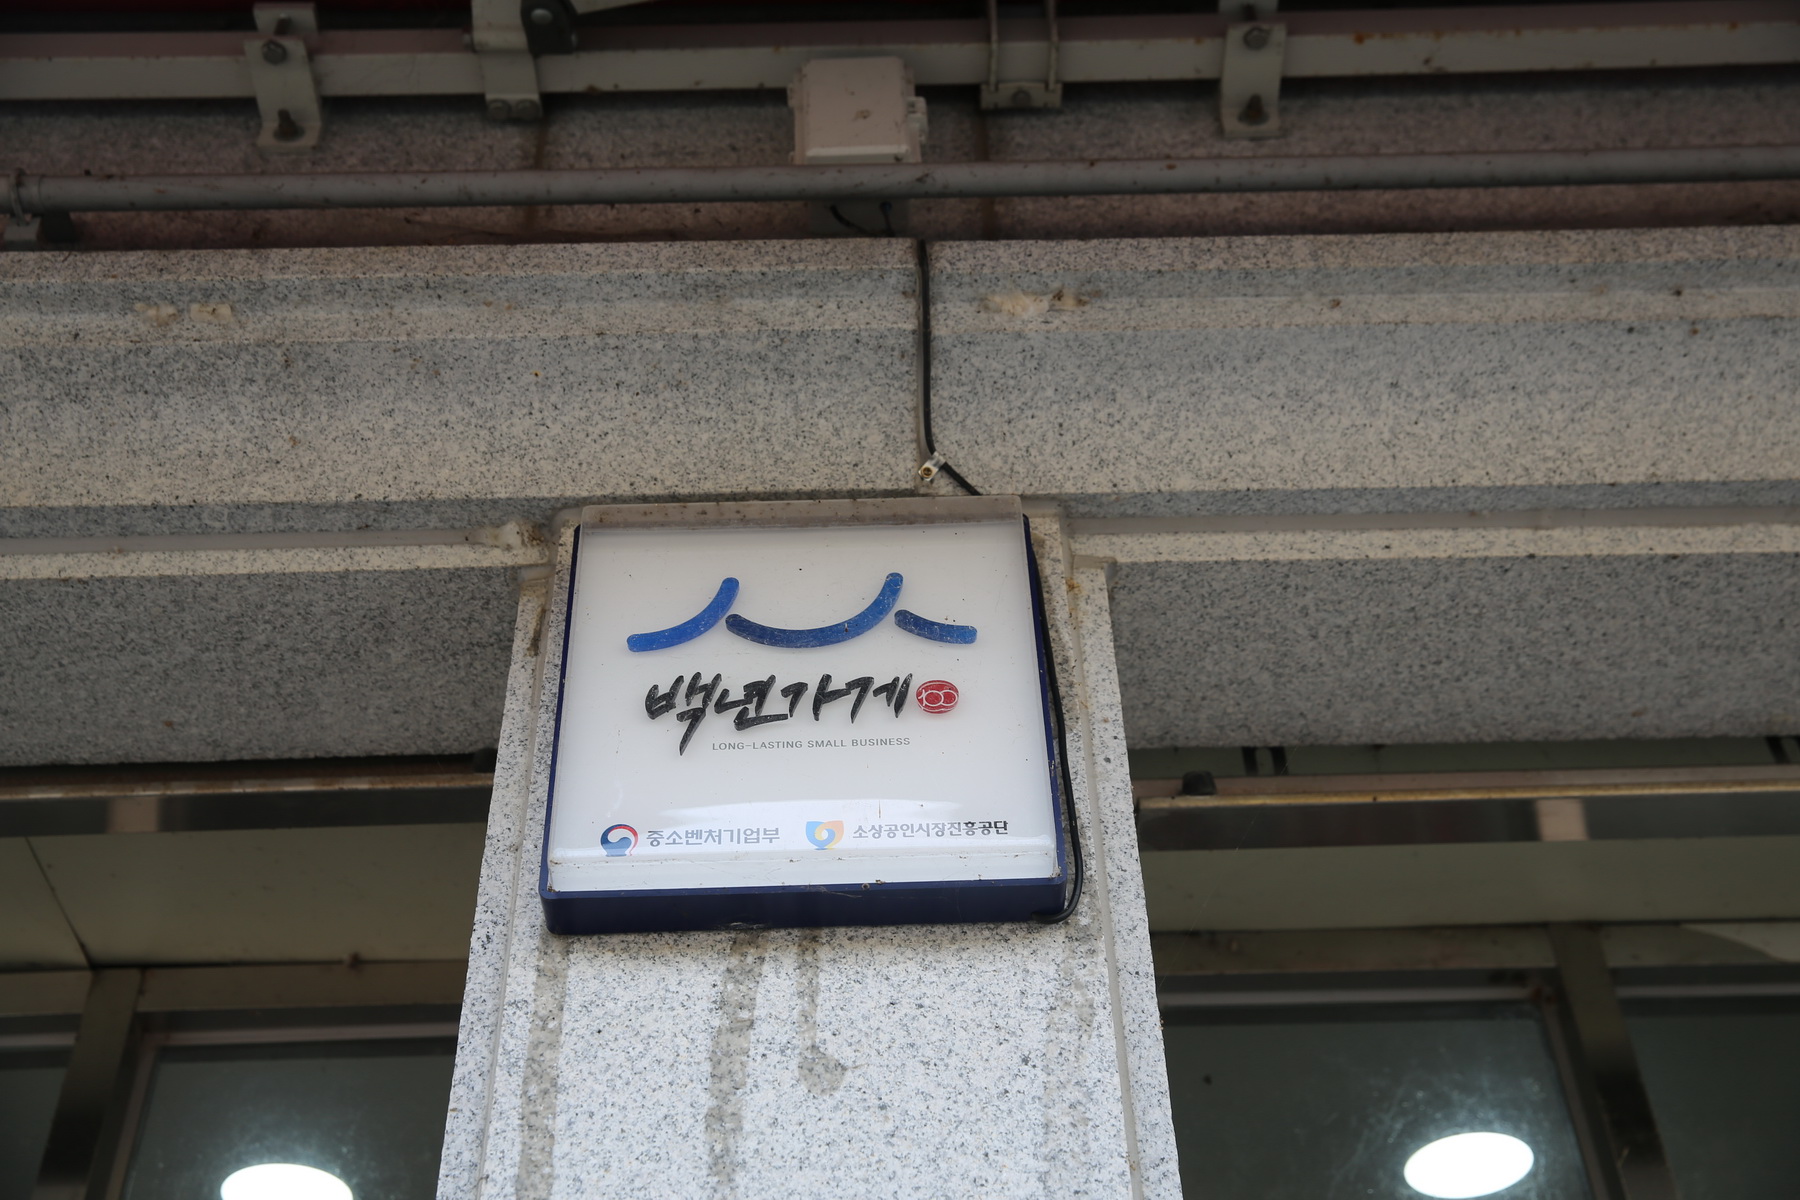 백년가게 100
LONG-LASTING SMALL BUSINESS
중소벤처기업부 소상공인시장진흥공단